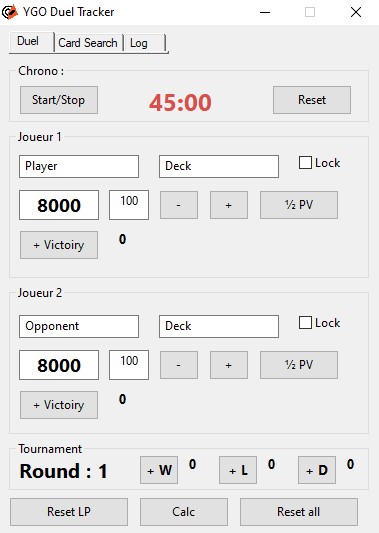 YGO Duel Tracker
Duel Card Search Log
Chrono :
Start/Stop 45:00 Reset
Joueur 1
Player Deck Lock
8000 100 - + ½ PV
+ Victoiry 0
Joueur 2
Opponent Deck Lock
8000 100 - + ½ PV
+ Victoiry 0
Tournament
Round : 1 + W 0 + L 0 + D 0
Reset LP Calc Reset all